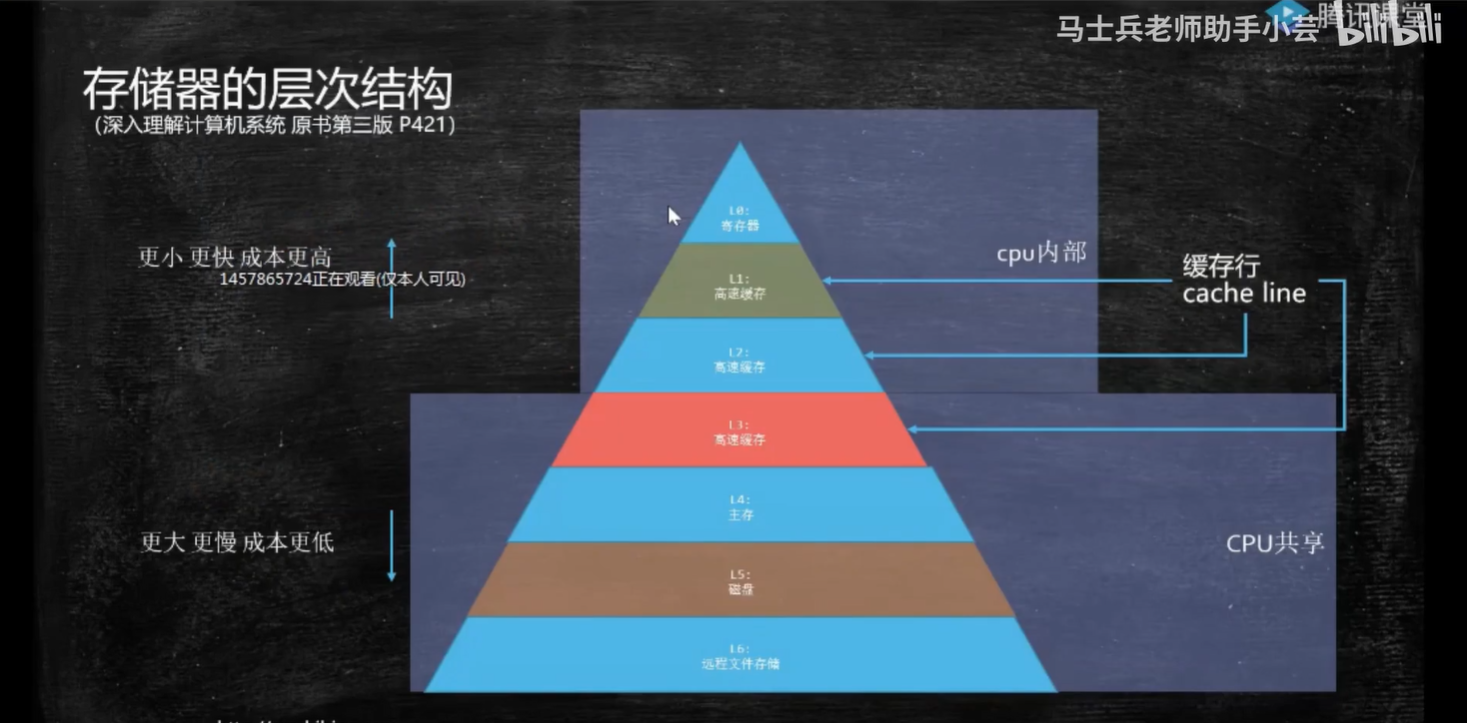 马士兵老师助手小芸
腾讯课堂
bilibili
存储器的层次结构
（深入理解计算机系统 原书第三版 P421）
更小 更快 成本更高
1457865724正在观看(仅本人可见)
L0:
寄存器
L1:
高速缓存
L2:
高速缓存
L3:
高速缓存
L4:
主存
L5:
磁盘
L6:
远程文件存储
cpu内部
缓存行
cache line
更大 更慢 成本更低
CPU共享